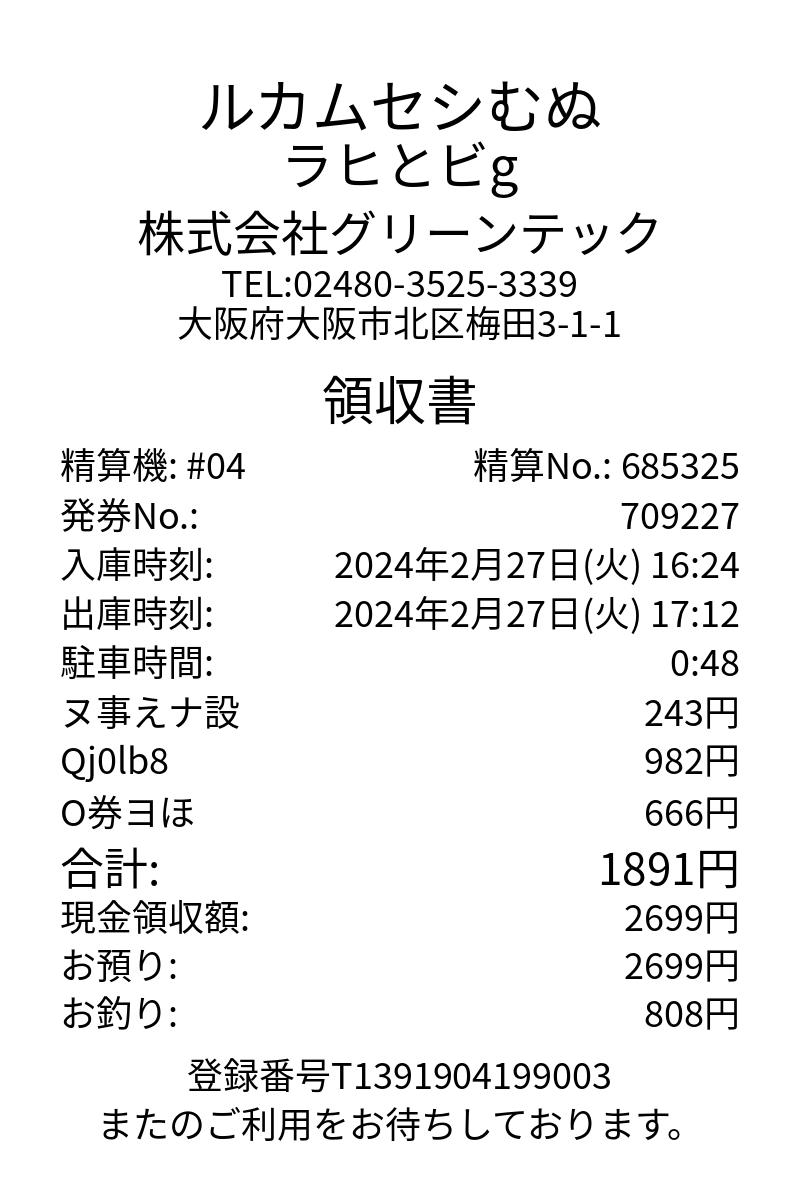 ルカムセシむぬ
ラヒとビg
株式会社グリーンテック
TEL:02480-3525-3339
大阪府大阪市北区梅田3-1-1
領収書
精算機: #04 精算No.: 685325
発券No.: 709227
入庫時刻: 2024年2月27日(火) 16:24
出庫時刻: 2024年2月27日(火) 17:12
駐車時間: 0:48
ヌ事えナ設 243円
Qj0lb8 982円
O券ヨほ 666円
合計: 1891円
現金領収額: 2699円
お預り: 2699円
お釣り: 808円
登録番号T1391904199003
またのご利用をお待ちしております。